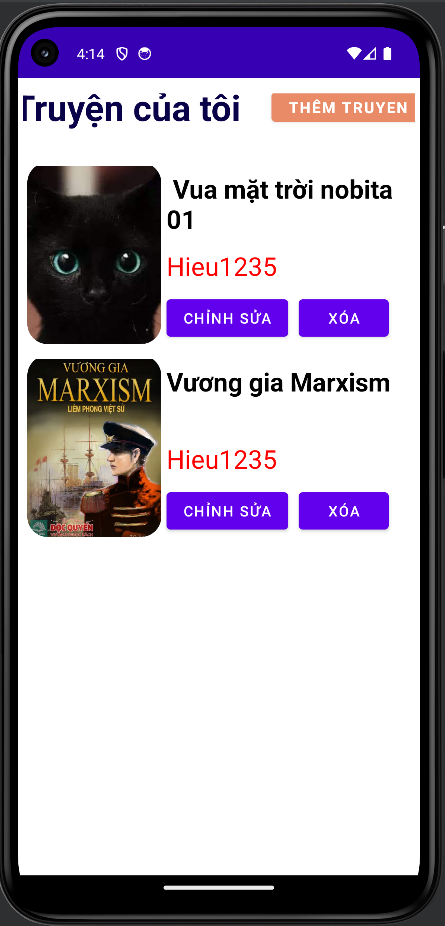 4:14
Truyện của tôi
THÊM TRUYEN
Vua mặt trời nobita
01
Hieu1235
CHỈNH SỬA
XÓA
VƯƠNG GIA
MARXISM
LIÊM PHONG VIỆT SỬ
ĐỘC QUYỀN
Vương gia Marxism
Hieu1235
CHỈNH SỬA
XÓA